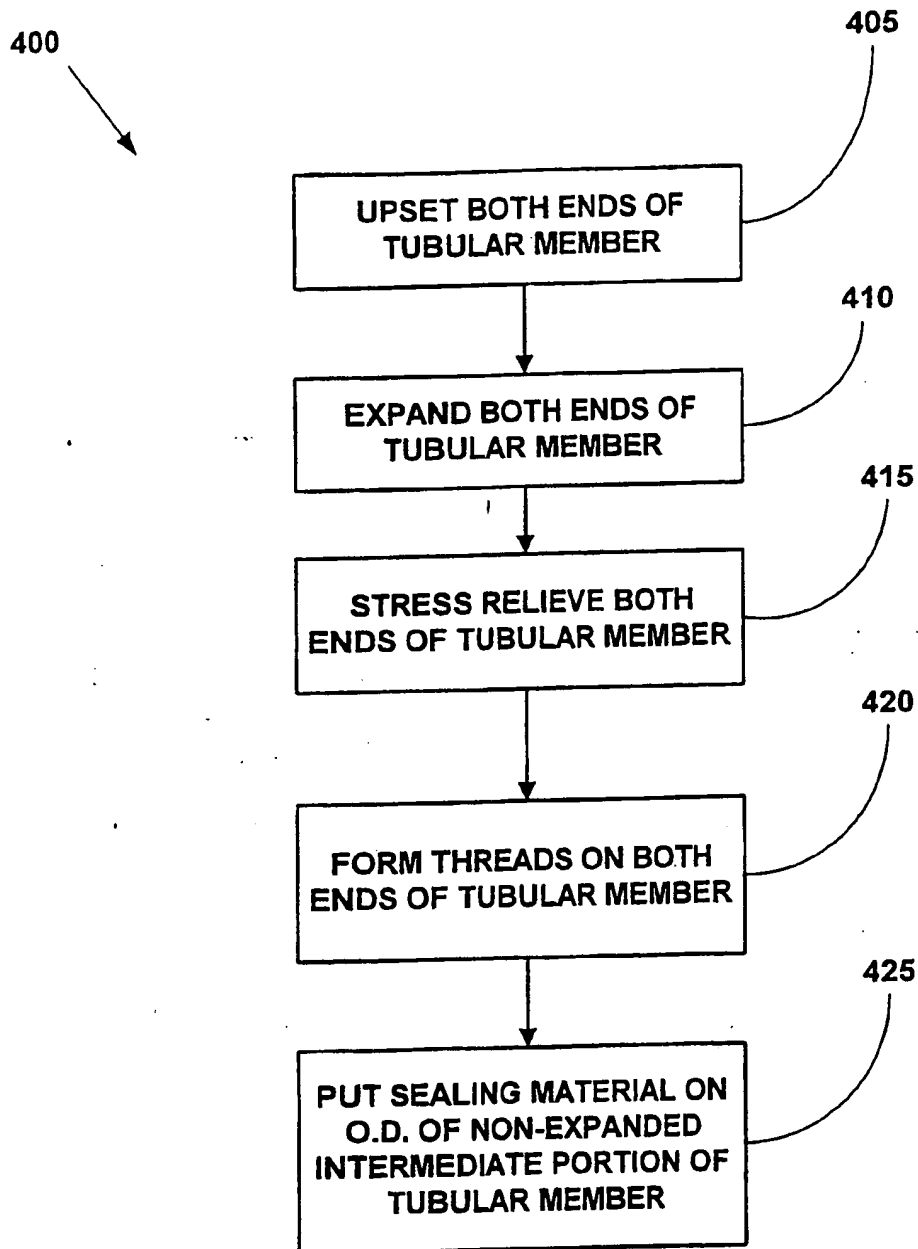 400
405
UPSET BOTH ENDS OF
TUBULAR MEMBER
410
EXPAND BOTH ENDS OF
TUBULAR MEMBER
415
STRESS RELIEVE BOTH
ENDS OF TUBULAR MEMBER
420
FORM THREADS ON BOTH
ENDS OF TUBULAR MEMBER
425
PUT SEALING MATERIAL ON
O.D. OF NON-EXPANDED
INTERMEDIATE PORTION OF
TUBULAR MEMBER